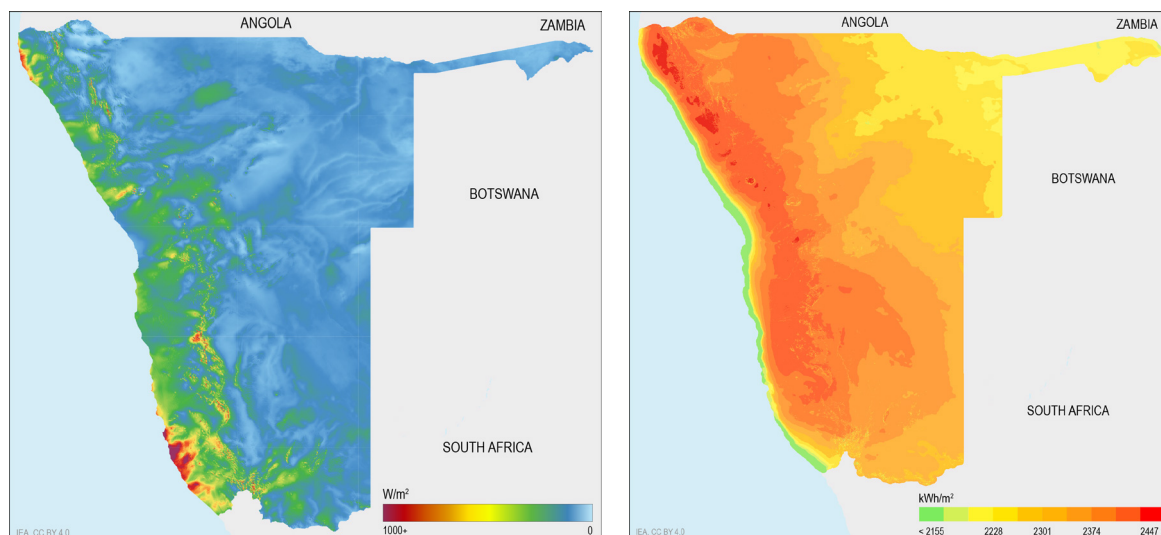 ANGOLA
ZAMBIA
BOTSWANA
SOUTH AFRICA
W/m²
1000+ 0
IEA. CC BY 4.0
ANGOLA
ZAMBIA
BOTSWANA
SOUTH AFRICA
kWh/m²
< 2155 2228 2301 2374 2447
IEA. CC BY 4.0